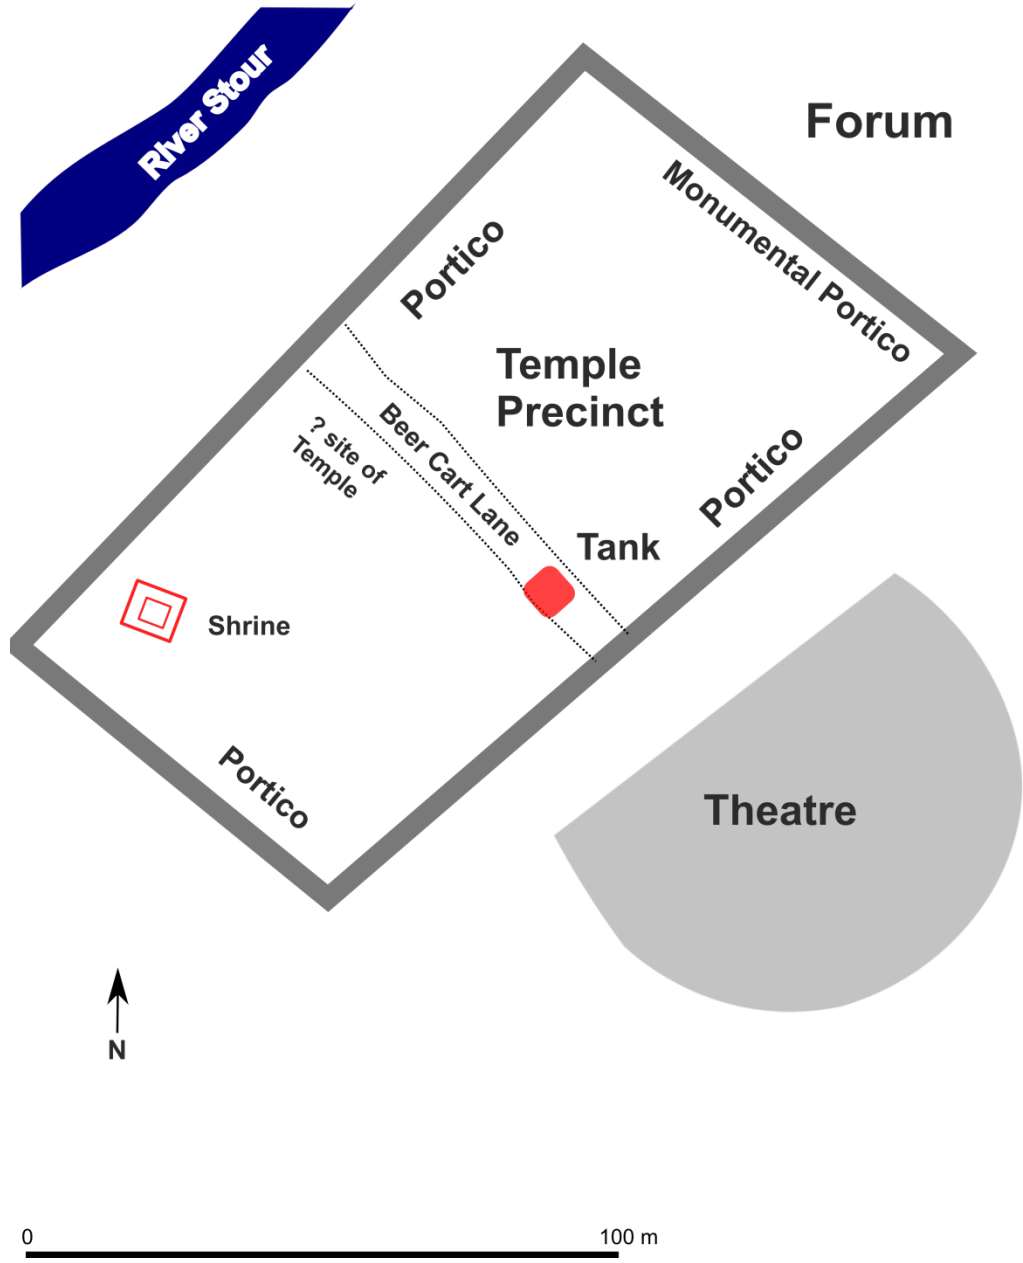 River Stour
Forum
Monumental Portico
Portico
Temple
Precinct
Beer Cart Lane
? site of
Temple
Portico
Tank
Shrine
Portico
Theatre
N
0
100 m